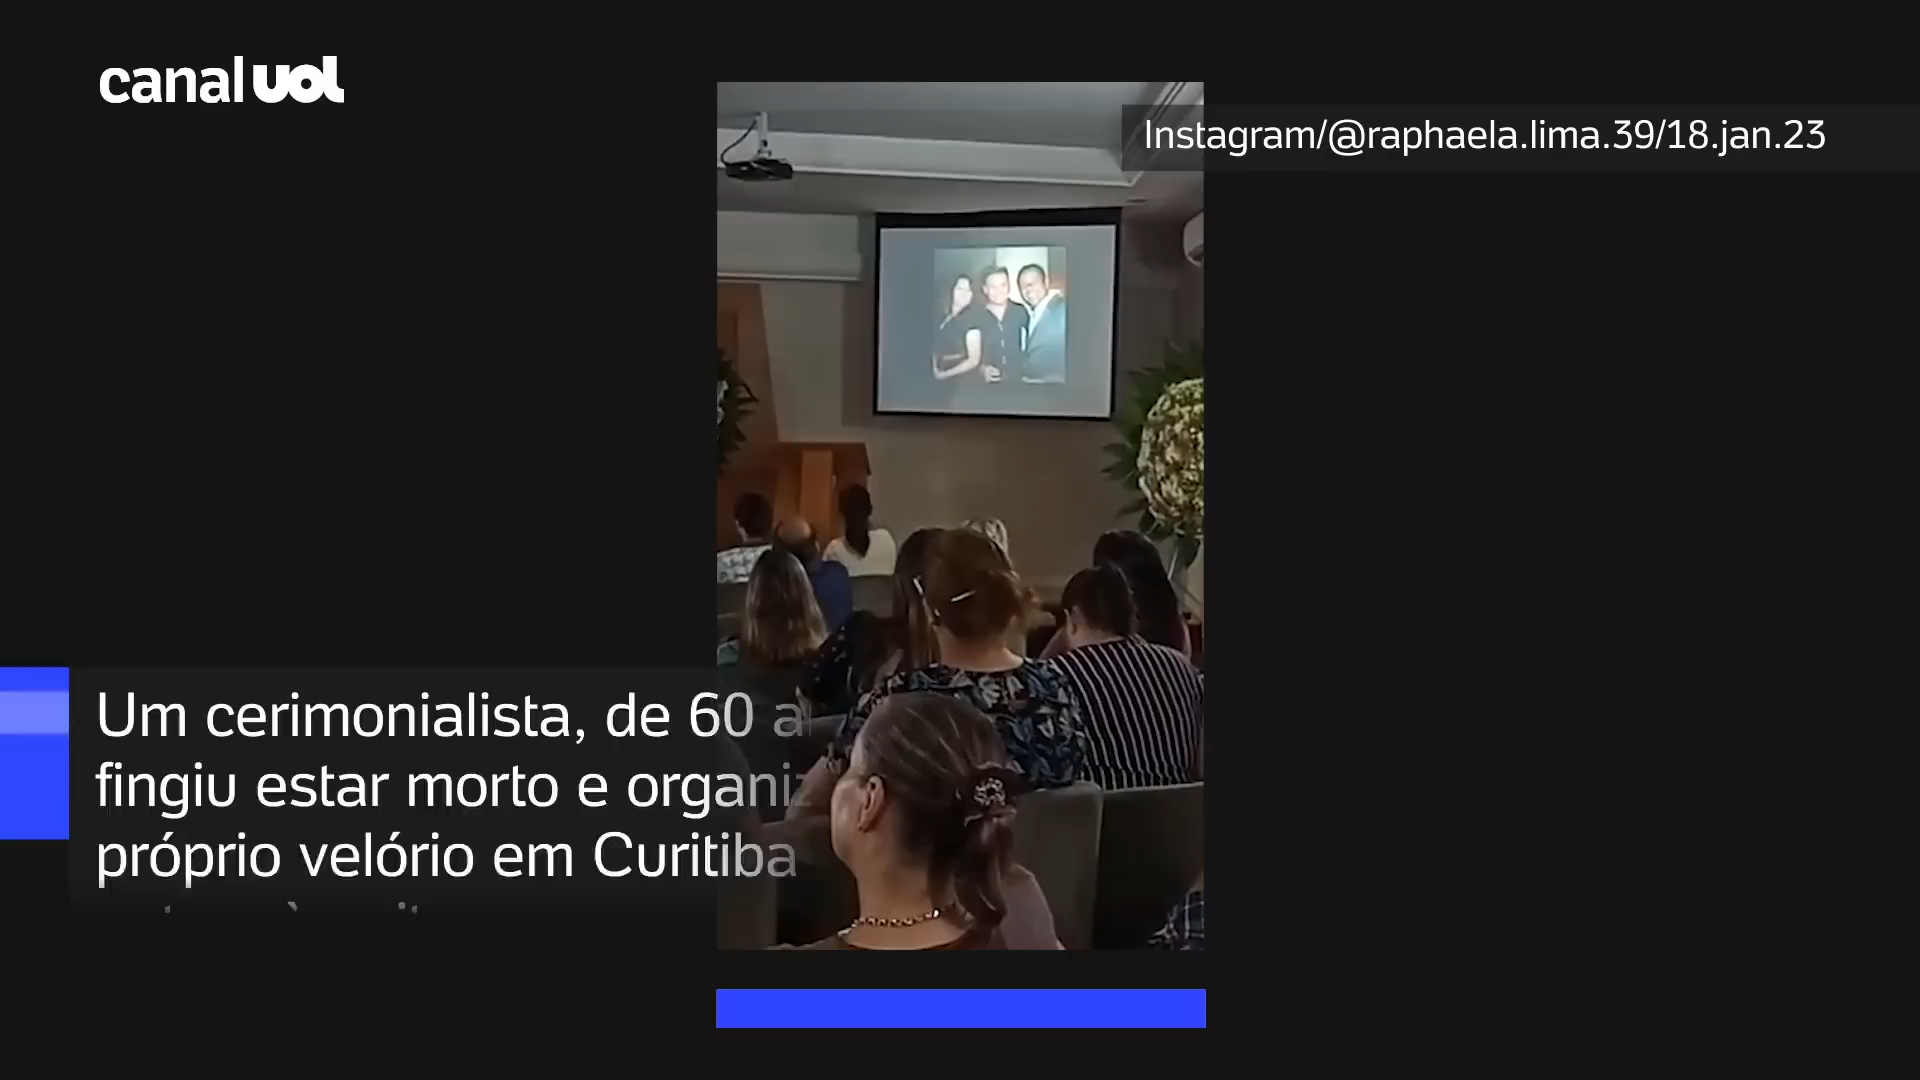 canal uol
Instagram/@raphaela.lima.39/18.jan.23
Um cerimonialista, de 60
fingiu estar morto e
próprio velório em Curitiba